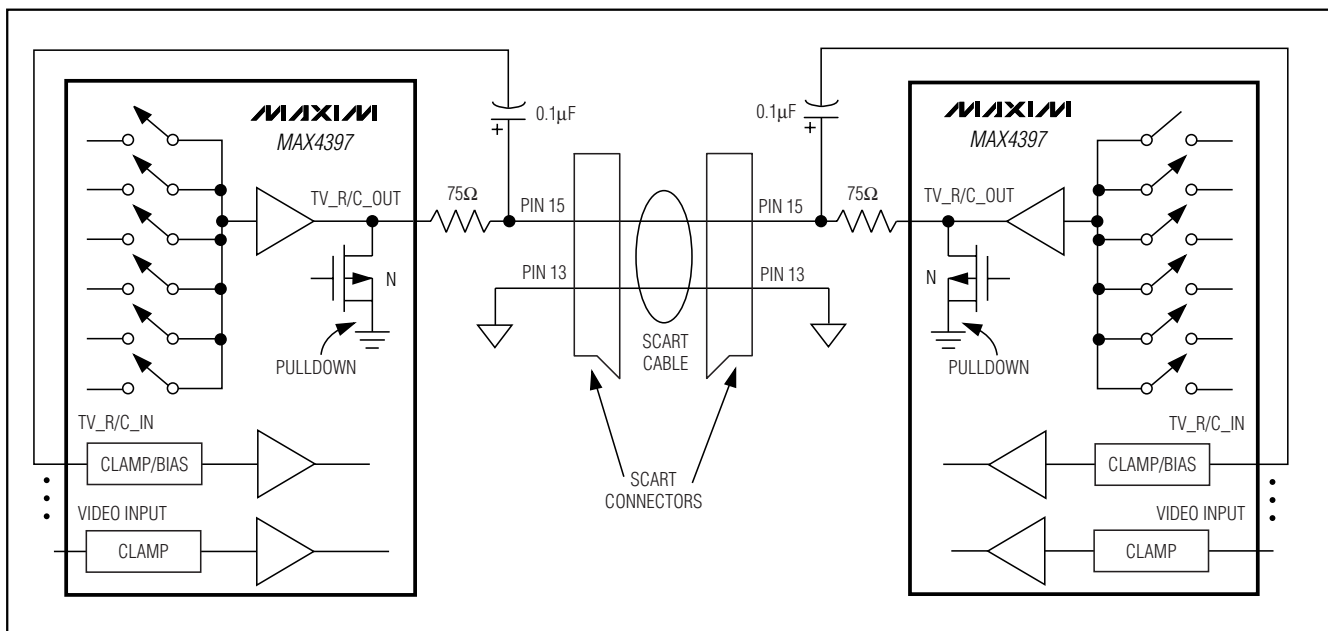 MAXIM
MAX4397
TV_R/C_OUT
75Ω
0.1µF
+
PIN 15
PIN 13
N
PULLDOWN
TV_R/C_IN
CLAMP/BIAS
VIDEO INPUT
CLAMP
SCART
CABLE
SCART
CONNECTORS
0.1µF
+
PIN 15
PIN 13
75Ω
MAXIM
MAX4397
TV_R/C_OUT
N
PULLDOWN
TV_R/C_IN
CLAMP/BIAS
VIDEO INPUT
CLAMP